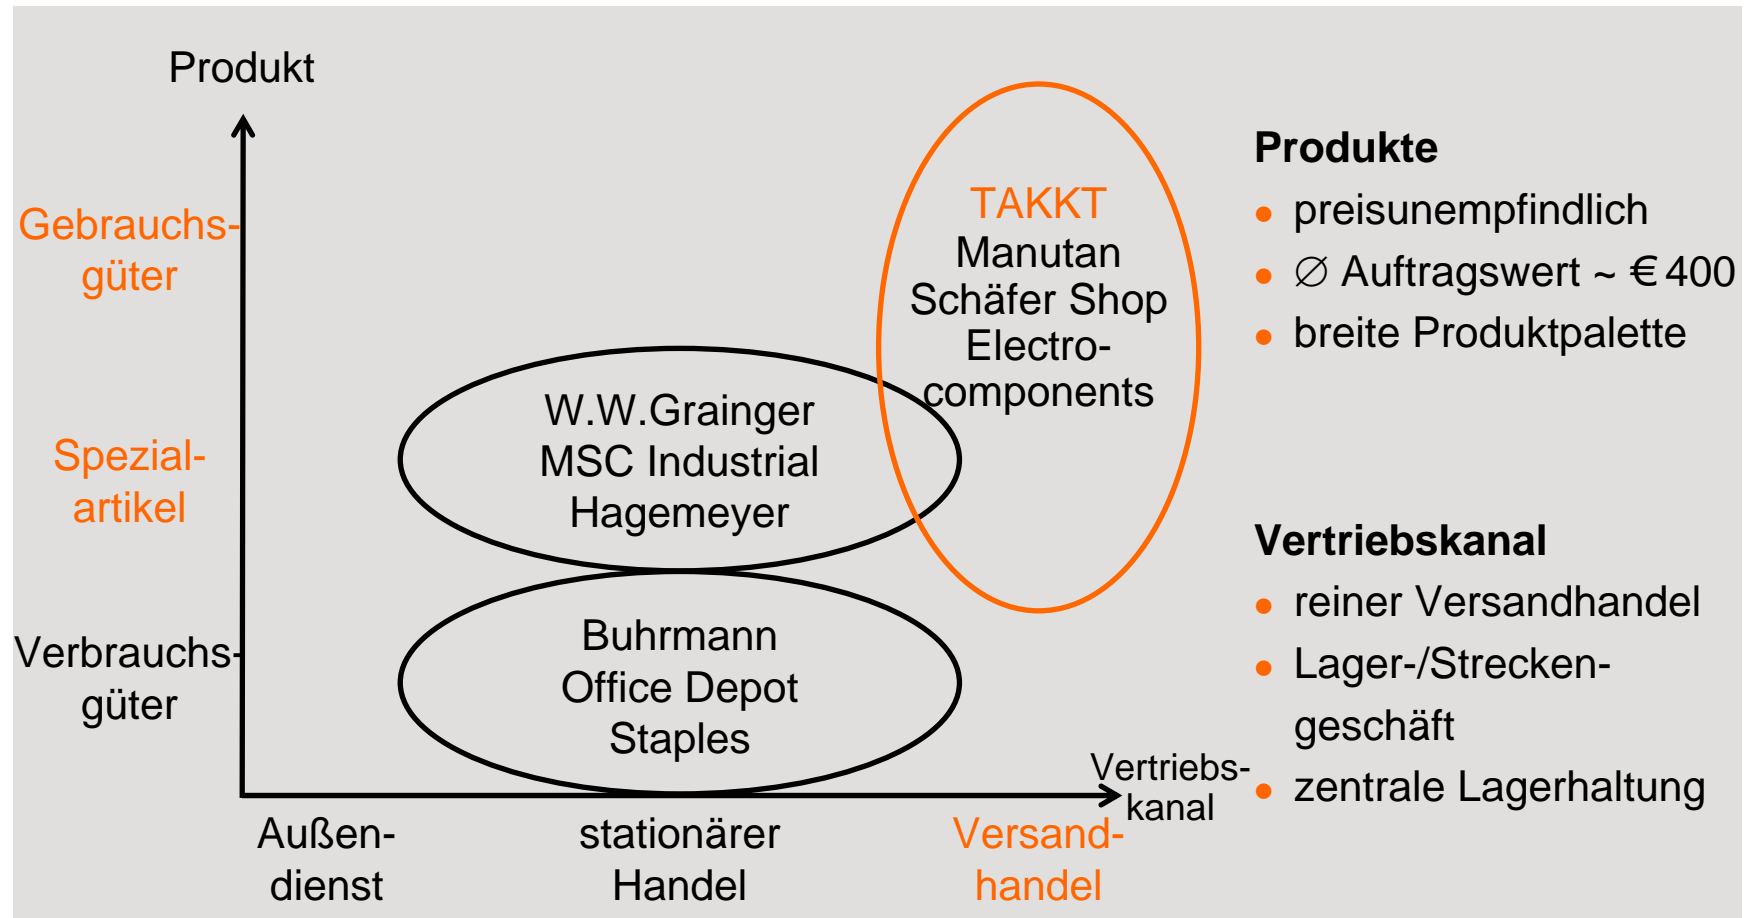 Produkt
Gebrauchs-
güter
Spezial-
artikel
Verbrauchs-
güter
TAKKT
Manutan
Schäfer Shop
Electro-
components
W.W.Grainger
MSC Industrial
Hagemeyer
Buhrmann
Office Depot
Staples
Vertriebs-
kanal
Außen-
dienst
stationärer
Handel
Versand-
handel
Produkte
● preisunempfindlich
● ∅ Auftragswert ~ € 400
● breite Produktpalette
Vertriebskanal
● reiner Versandhandel
● Lager-/Strecken-
geschäft
● zentrale Lagerhaltung